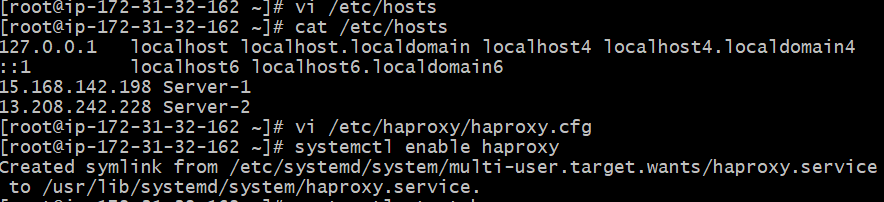 [root@ip-172-31-32-162 ~]# vi /etc/hosts
[root@ip-172-31-32-162 ~]# cat /etc/hosts
127.0.0.1   localhost localhost.localdomain localhost4 localhost4.localdomain4
::1         localhost6 localhost6.localdomain6
15.168.142.198 Server-1
13.208.242.228 Server-2
[root@ip-172-31-32-162 ~]# vi /etc/haproxy/haproxy.cfg
[root@ip-172-31-32-162 ~]# systemctl enable haproxy
Created symlink from /etc/systemd/system/multi-user.target.wants/haproxy.service
 to /usr/lib/systemd/system/haproxy.service.